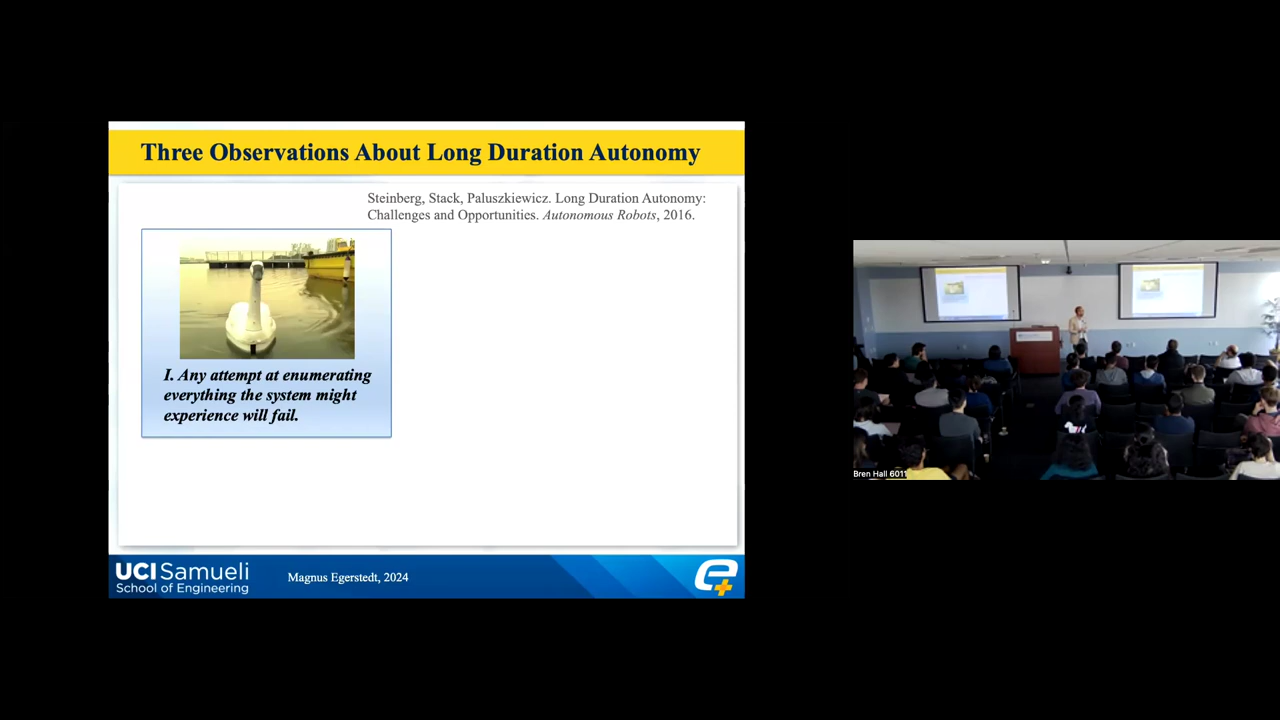 Three Observations About Long Duration Autonomy
Steinberg, Stack, Paluszkiewicz. Long Duration Autonomy:
Challenges and Opportunities. Autonomous Robots, 2016.
I. Any attempt at enumerating
everything the system might
experience will fail.
UCI Samueli
School of Engineering
Magnus Egerstedt, 2024
e+
Bren Hall 6011